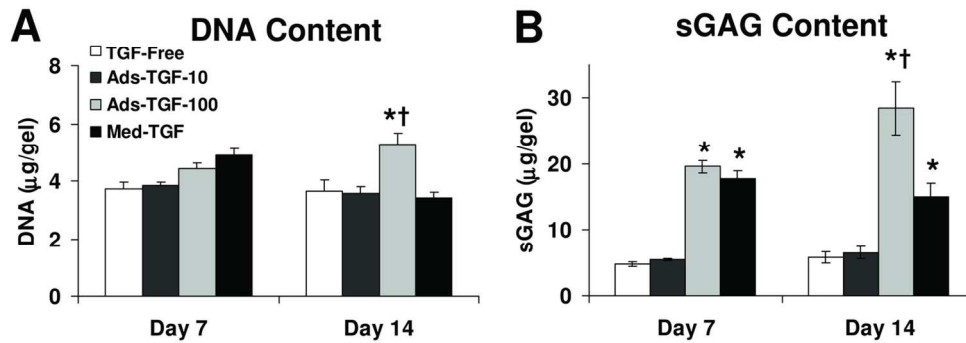 A
DNA Content
TGF-Free
Ads-TGF-10
Ads-TGF-100
Med-TGF
8
6
4
2
0
DNA (µg/gel)
*†
Day 7
Day 14
B
sGAG Content
30
20
10
0
sGAG (µg/gel)
*
*
*†
*
Day 7
Day 14